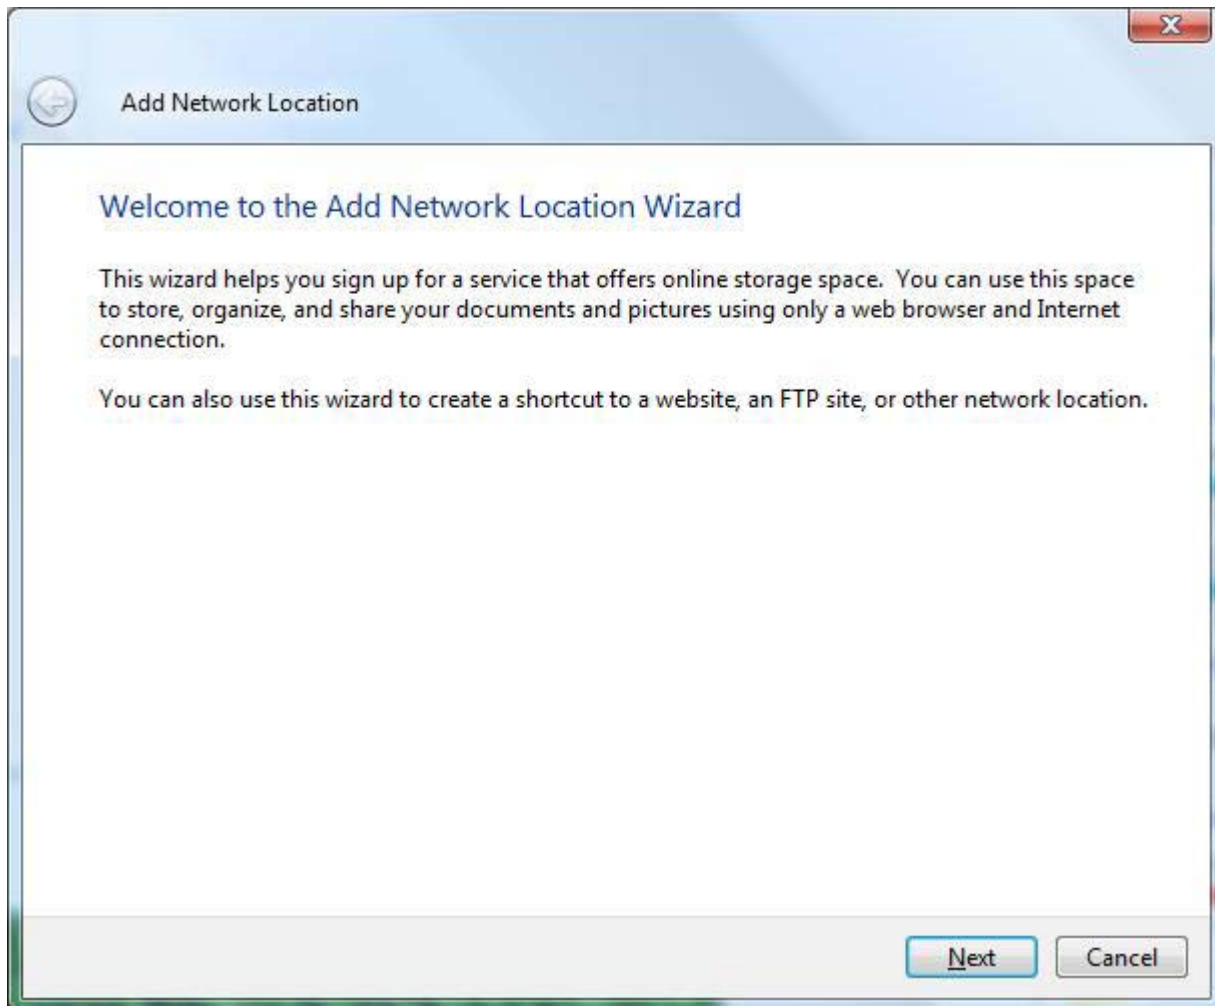 Add Network Location
Welcome to the Add Network Location Wizard
This wizard helps you sign up for a service that offers online storage space.  You can use this space
to store, organize, and share your documents and pictures using only a web browser and Internet
connection.
You can also use this wizard to create a shortcut to a website, an FTP site, or other network location.
Next
Cancel